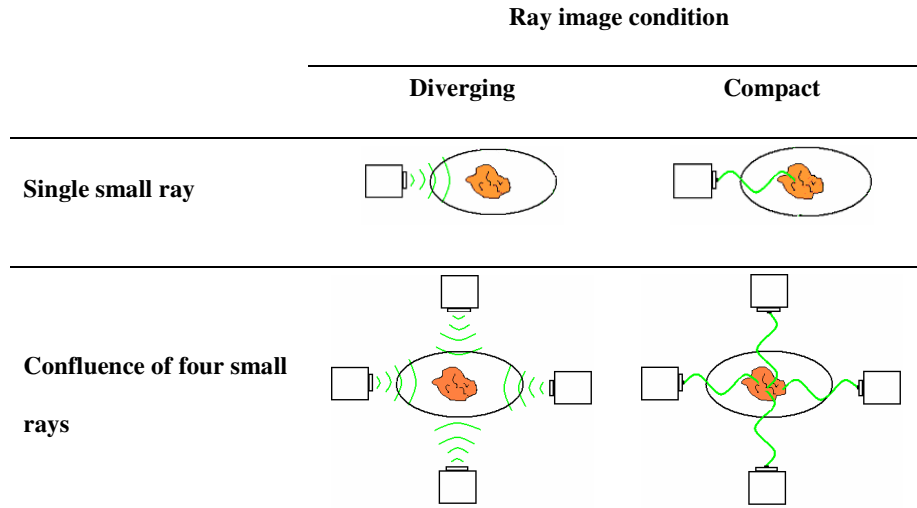 Ray image condition
Diverging
Compact
Single small ray
Confluence of four small
rays